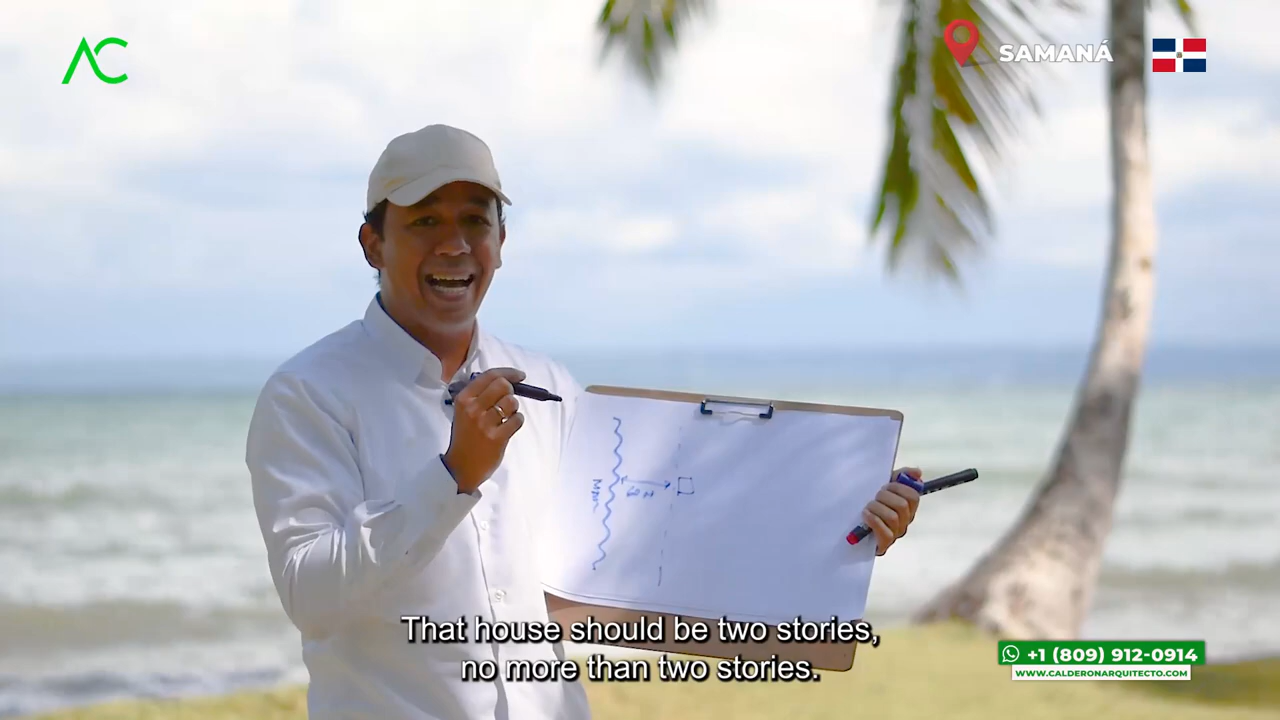 AC
SAMANÁ
MAR
That house should be two stories,
no more than two stories.
+1 (809) 912-0914
WWW.CALDERONARQUITECTO.COM